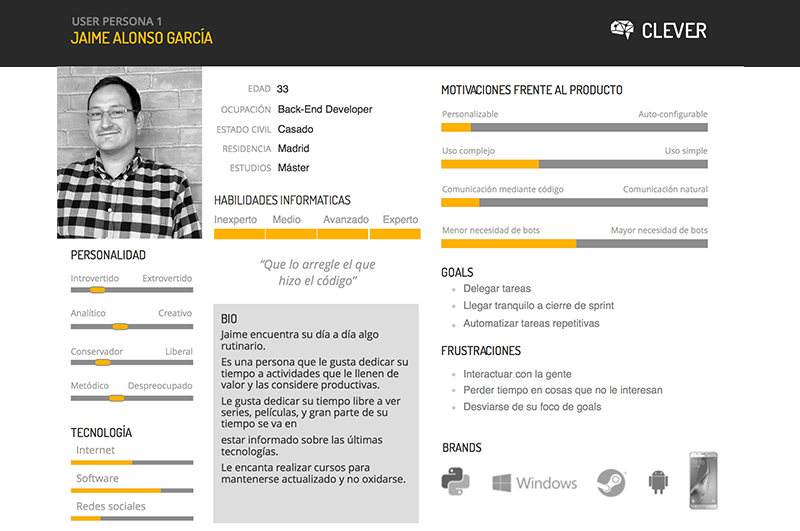 USER PERSONA 1
JAIME ALONSO GARCÍA
CLEVER
EDAD 33
OCUPACIÓN Back-End Developer
ESTADO CIVIL Casado
RESIDENCIA Madrid
ESTUDIOS Máster
HABILIDADES INFORMATICAS
Inexperto Medio Avanzado Experto
“Que lo arregle el que
hizo el código”
PERSONALIDAD
Introvertido Extrovertido
Analítico Creativo
Conservador Liberal
Metódico Despreocupado
TECNOLOGÍA
Internet
Software
Redes sociales
BIO
Jaime encuentra su día a día algo
rutinario.
Es una persona que le gusta dedicar su
tiempo a actividades que le llenen de
valor y las considere productivas.
Le gusta dedicar su tiempo libre a ver
series, películas, y gran parte de su
tiempo se va en
estar informado sobre las últimas
tecnologías.
Le encanta realizar cursos para
mantenerse actualizado y no oxidarse.
MOTIVACIONES FRENTE AL PRODUCTO
Personalizable Auto-configurable
Uso complejo Uso simple
Comunicación mediante código Comunicación natural
Menor necesidad de bots Mayor necesidad de bots
GOALS
Delegar tareas
Llegar tranquilo a cierre de sprint
Automatizar tareas repetitivas
FRUSTRACIONES
Interactuar con la gente
Perder tiempo en cosas que no le interesan
Desviarse de su foco de goals
BRANDS
Windows